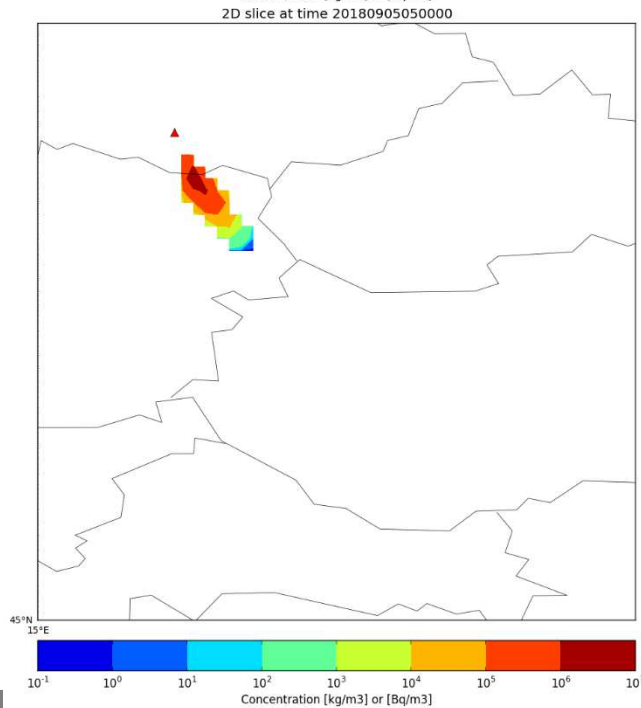 2D slice at time 20180905050000
45°N
15°E
10⁻¹ 10⁰ 10¹ 10² 10³ 10⁴ 10⁵ 10⁶ 10
Concentration [kg/m3] or [Bq/m3]